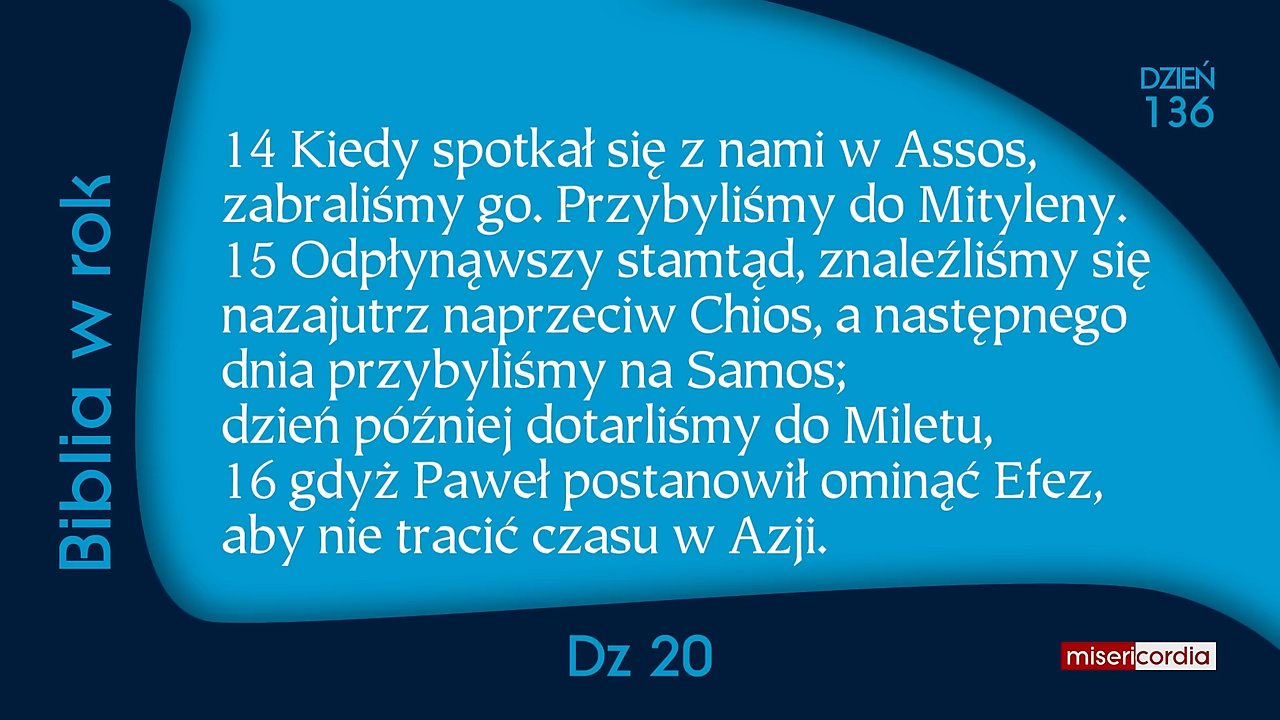 DZIEŃ
136
14 Kiedy spotkał się z nami w Assos,
zabraliśmy go. Przybyliśmy do Mityleny.
15 Odpłynąwszy stamtąd, znaleźliśmy się
nazajutrz naprzeciw Chios, a następnego
dnia przybyliśmy na Samos;
dzień później dotarliśmy do Miletu,
16 gdyż Paweł postanowił ominąć Efez,
aby nie tracić czasu w Azji.
Biblia w rok
Dz 20
misericordia